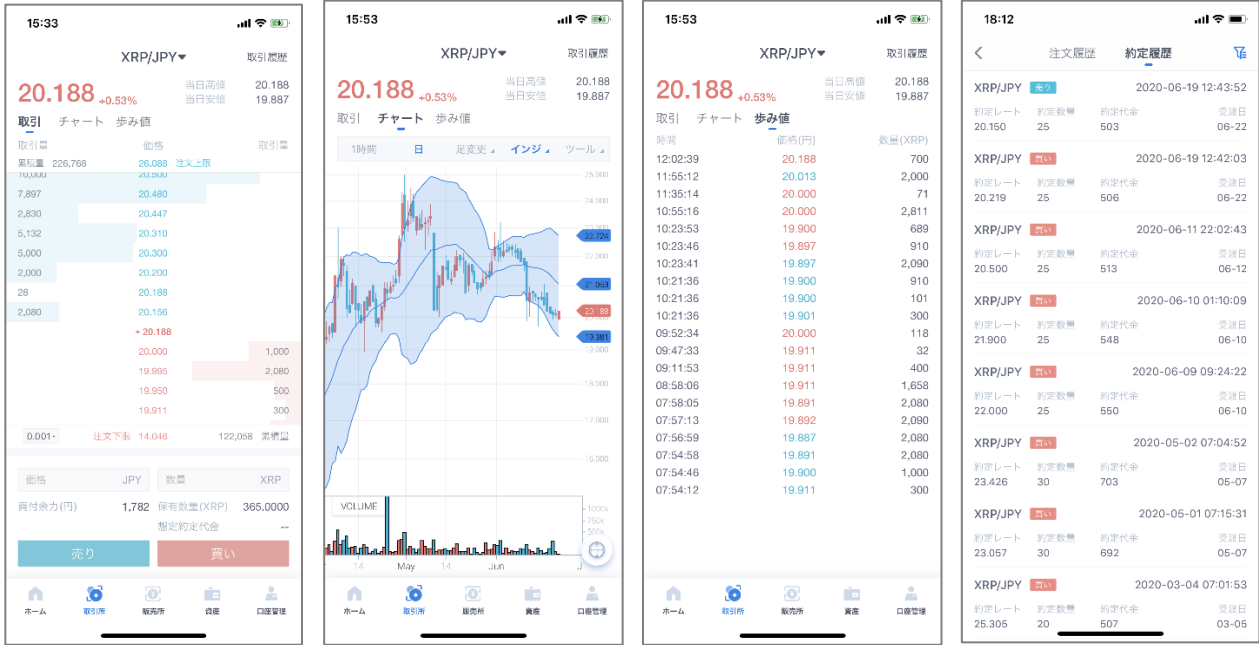 15:33
XRP/JPY▾ 取引履歴
20.188 +0.53%
当日高値 20.188
当日安値 19.887
取引 チャート 歩み値
取引量 価格 取引量
累積量 226,768 26.088 注文上限
10,000 20.500
7,897 20.480
2,830 20.447
5,132 20.310
5,000 20.300
2,000 20.200
28 20.188
2,080 20.156
20.188
20.000 1,000
19.995 2,080
19.950 500
19.911 300
0.001 注文下限 14.046 122,058 累積量
価格 JPY 数量 XRP
買付余力(円) 1,782 保有数量(XRP) 365.0000
想定約定代金 --
売り 買い
ホーム 取引所 販売所 資産 口座管理
15:53
XRP/JPY▾ 取引履歴
20.188 +0.53%
当日高値 20.188
当日安値 19.887
取引 チャート 歩み値
1時間 日 足変更 インジ ツール
25.000
24.000
22.724
22.000
21.063
20.188
19.381
19.000
18.000
17.000
VOLUME
1000k
750k
500k
14 May 14 Jun
ホーム 取引所 販売所 資産 口座管理
15:53
XRP/JPY▾ 取引履歴
20.188 +0.53%
当日高値 20.188
当日安値 19.887
取引 チャート 歩み値
時間 価格(円) 数量(XRP)
12:02:39 20.188 700
11:55:12 20.013 2,000
11:35:14 20.000 71
10:55:16 20.000 2,811
10:23:53 19.900 689
10:23:46 19.897 910
10:23:41 19.897 2,090
10:21:36 19.900 910
10:21:36 19.900 101
10:21:36 19.901 300
09:52:34 20.000 118
09:47:33 19.911 32
09:11:53 19.911 400
08:58:06 19.911 1,658
07:58:05 19.891 2,080
07:57:13 19.892 2,090
07:56:59 19.887 2,080
07:54:58 19.891 2,080
07:54:46 19.900 1,000
07:54:12 19.911 300
ホーム 取引所 販売所 資産 口座管理
18:12
注文履歴 約定履歴
XRP/JPY 売り 2020-06-19 12:43:52
約定レート 約定数量 約定代金 受渡日
20.150 25 503 06-22
XRP/JPY 買い 2020-06-19 12:42:03
約定レート 約定数量 約定代金 受渡日
20.219 25 506 06-22
XRP/JPY 買い 2020-06-11 22:02:43
約定レート 約定数量 約定代金 受渡日
20.500 25 513 06-12
XRP/JPY 買い 2020-06-10 01:10:09
約定レート 約定数量 約定代金 受渡日
21.900 25 548 06-10
XRP/JPY 買い 2020-06-09 09:24:22
約定レート 約定数量 約定代金 受渡日
22.000 25 550 06-10
XRP/JPY 買い 2020-05-02 07:04:52
約定レート 約定数量 約定代金 受渡日
23.426 30 703 05-07
XRP/JPY 買い 2020-05-01 07:15:31
約定レート 約定数量 約定代金 受渡日
23.057 30 692 05-07
XRP/JPY 買い 2020-03-04 07:01:53
約定レート 約定数量 約定代金 受渡日
25.305 20 507 03-05